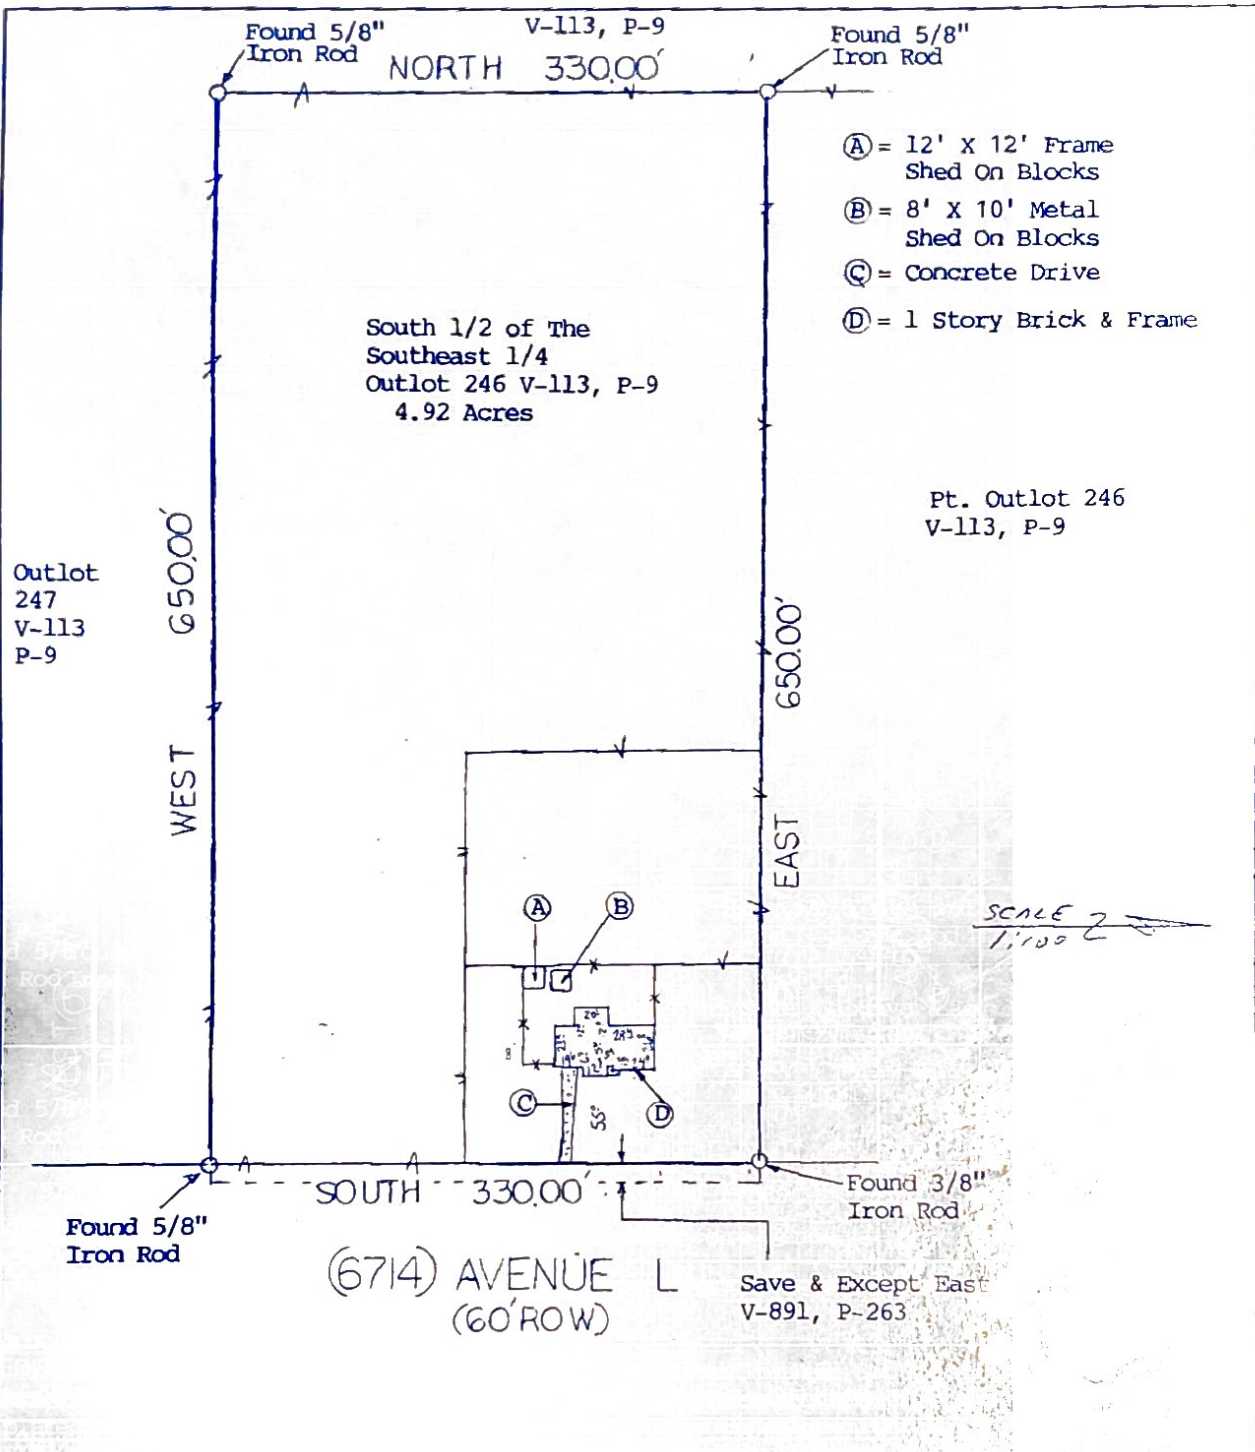 V-113, P-9
Found 5/8"
Iron Rod
Found 5/8"
Iron Rod
NORTH 330.00'
Ⓐ = 12' X 12' Frame
Shed On Blocks
Ⓑ = 8' X 10' Metal
Shed On Blocks
Ⓒ = Concrete Drive
Ⓓ = 1 Story Brick & Frame
South 1/2 of The
Southeast 1/4
Outlot 246 V-113, P-9
4.92 Acres
Pt. Outlot 246
V-113, P-9
Outlot
247
V-113
P-9
WEST 650.00'
EAST 650.00'
SCALE
1":100
Ⓐ
Ⓑ
Ⓒ
Ⓓ
55'
SOUTH 330.00'
Found 3/8"
Iron Rod
Found 5/8"
Iron Rod
(6714) AVENUE L
(60' ROW)
Save & Except East
V-891, P-263